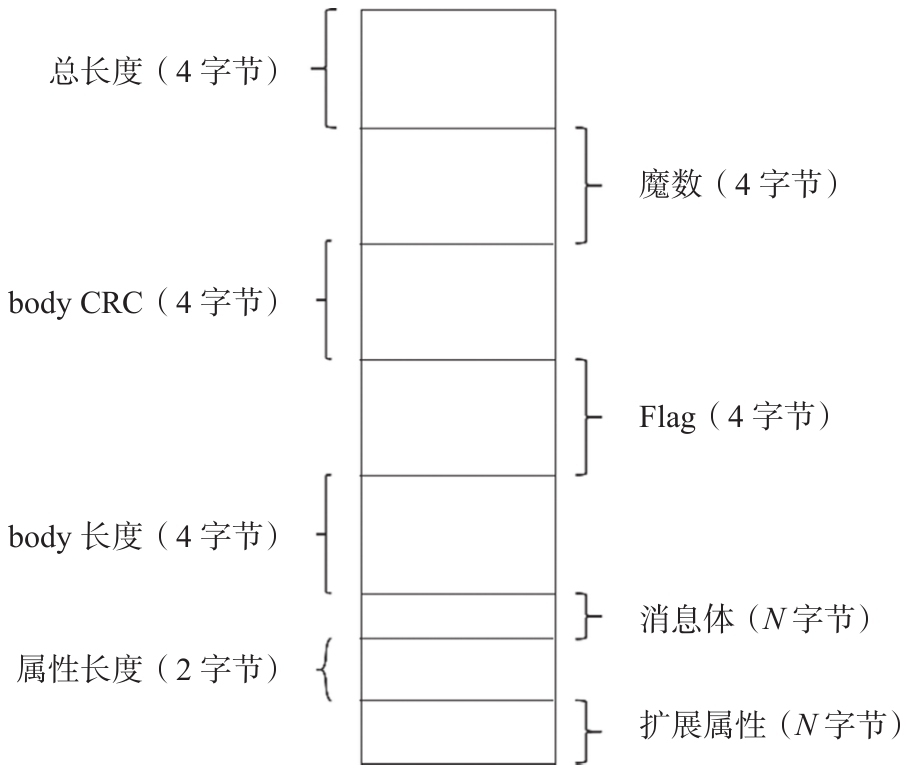 总长度（4 字节）
魔数（4 字节）
body CRC（4 字节）
Flag（4 字节）
body 长度（4 字节）
消息体（N 字节）
属性长度（2 字节）
扩展属性（N 字节）